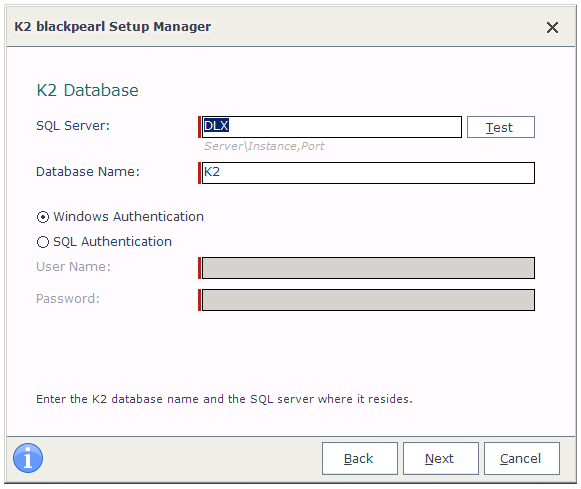 K2 blackpearl Setup Manager
K2 Database
SQL Server: DLX Test
Server\Instance,Port
Database Name: K2
Windows Authentication
SQL Authentication
User Name:
Password:
Enter the K2 database name and the SQL server where it resides.
Back Next Cancel